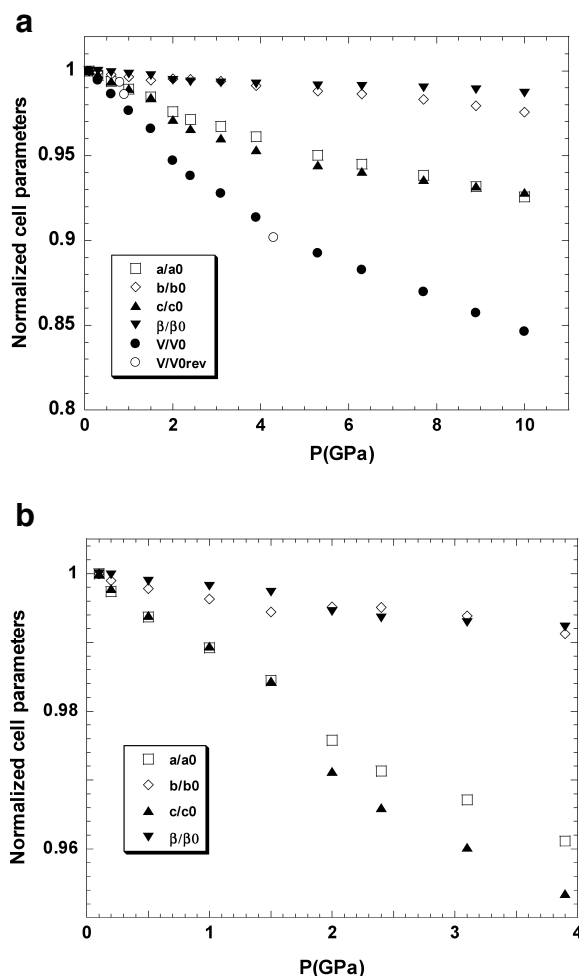 a
Normalized cell parameters
1
0.95
0.9
0.85
0.8
a/a0
b/b0
c/c0
β/β0
V/V0
V/V0rev
0 2 4 6 8 10
P(GPa)
b
Normalized cell parameters
1
0.98
0.96
a/a0
b/b0
c/c0
β/β0
0 1 2 3 4
P(GPa)